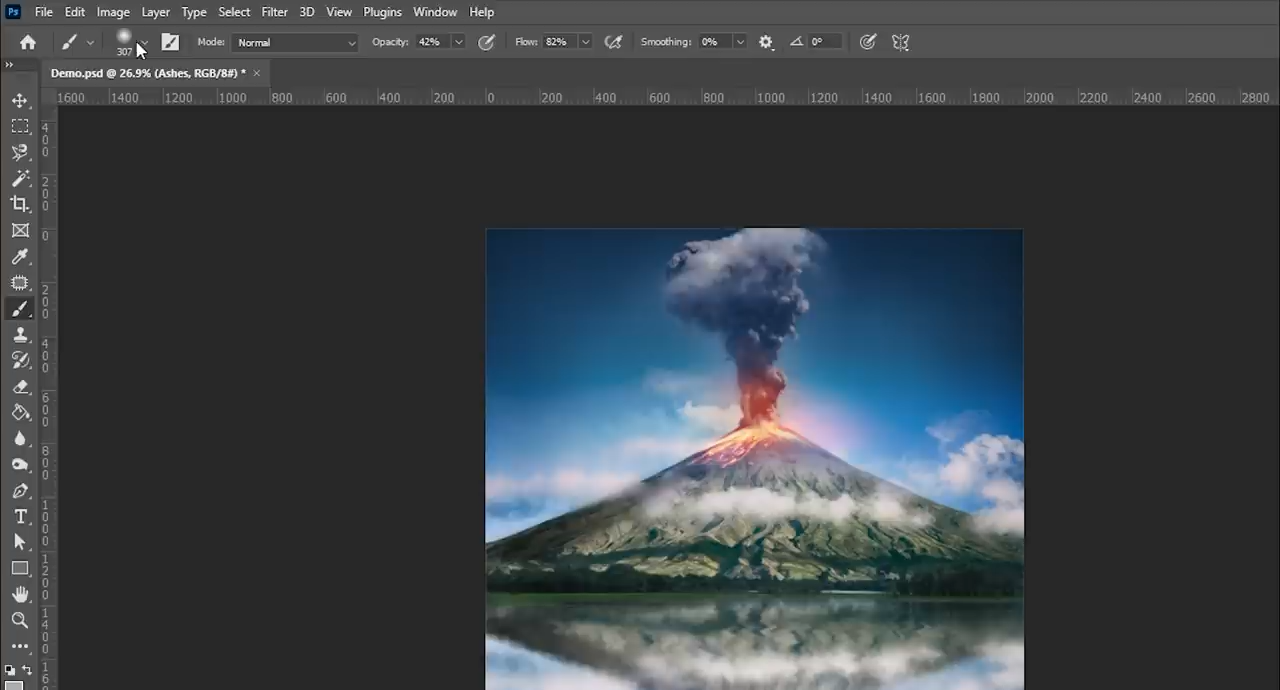 Ps File Edit Image Layer Type Select Filter 3D View Plugins Window Help
307 Mode: Normal Opacity: 42% Flow: 82% Smoothing: 0% 0°
Demo.psd @ 26.9% (Ashes, RGB/8#) * ×
1600 1400 1200 1000 800 600 400 200 0 200 400 600 800 1000 1200 1400 1600 1800 2000 2200 2400 2600 2800
400
200
0
200
400
600
800
1000
1200
1400
16
T